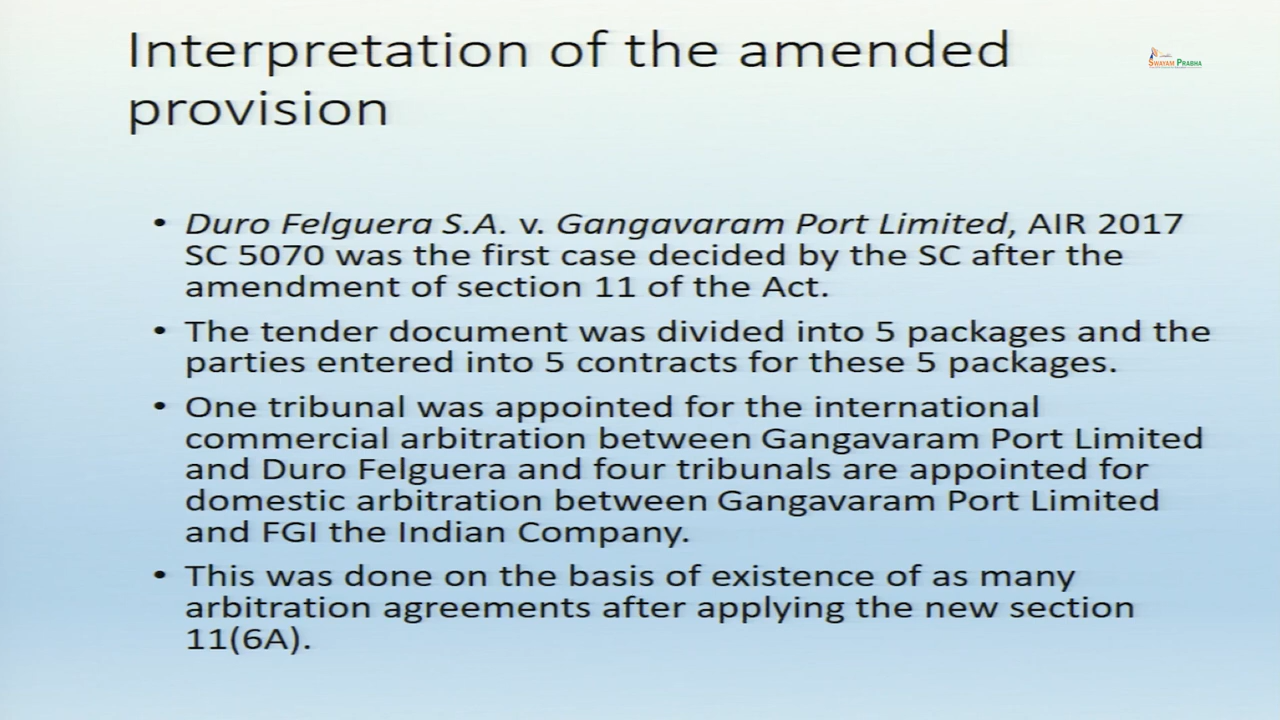 Interpretation of the amended
provision
SWAYAM PRABHA
• Duro Felguera S.A. v. Gangavaram Port Limited, AIR 2017
SC 5070 was the first case decided by the SC after the
amendment of section 11 of the Act.
• The tender document was divided into 5 packages and the
parties entered into 5 contracts for these 5 packages.
• One tribunal was appointed for the international
commercial arbitration between Gangavaram Port Limited
and Duro Felguera and four tribunals are appointed for
domestic arbitration between Gangavaram Port Limited
and FGI the Indian Company.
• This was done on the basis of existence of as many
arbitration agreements after applying the new section
11(6A).